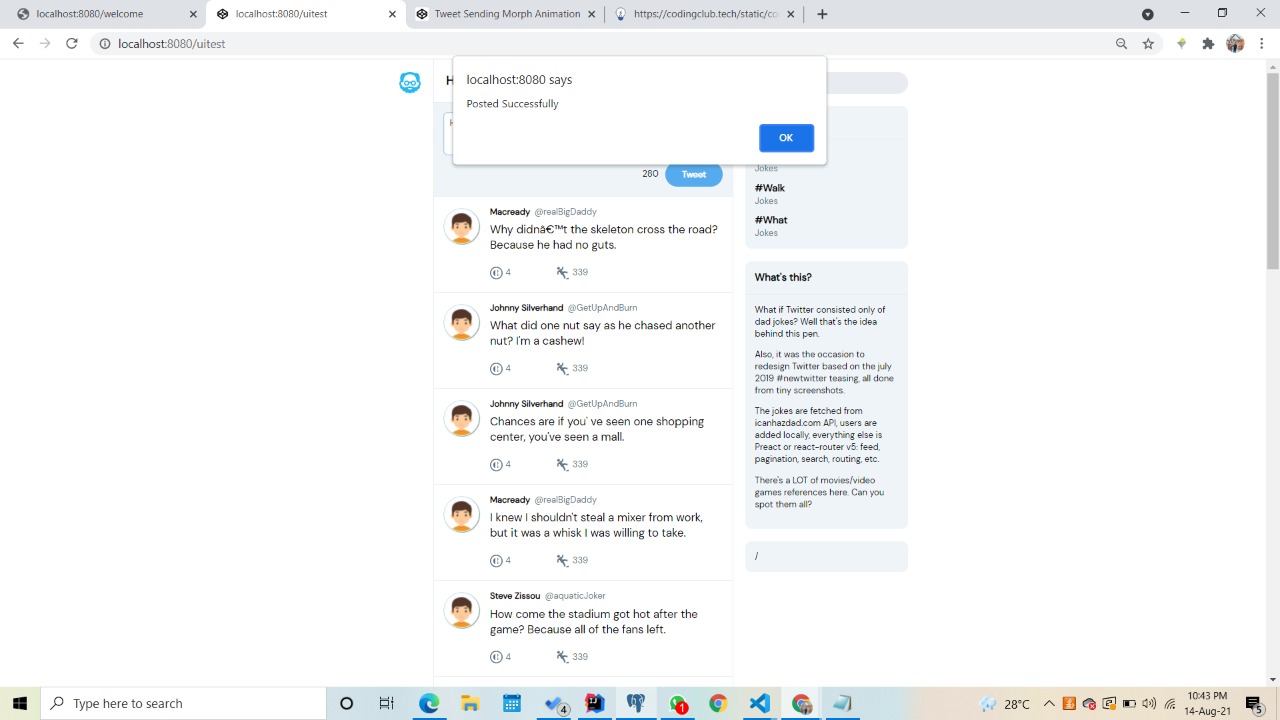 localhost:8080/welcome
localhost:8080/uitest
Tweet Sending Morph Animation
https://codingclub.tech/static/co
localhost:8080/uitest
localhost:8080 says
Posted Successfully
OK
H
280
Tweet
Macready @realBigDaddy
Why didnâ€™t the skeleton cross the road?
Because he had no guts.
4 339
Johnny Silverhand @GetUpAndBurn
What did one nut say as he chased another
nut? I'm a cashew!
4 339
Johnny Silverhand @GetUpAndBurn
Chances are if you' ve seen one shopping
center, you've seen a mall.
4 339
Macready @realBigDaddy
I knew I shouldn't steal a mixer from work,
but it was a whisk I was willing to take.
4 339
Steve Zissou @aquaticJoker
How come the stadium got hot after the
game? Because all of the fans left.
4 339
Jokes
#Walk
Jokes
#What
Jokes
What's this?
What if Twitter consisted only of
dad jokes? Well that's the idea
behind this pen.
Also, it was the occasion to
redesign Twitter based on the july
2019 #newtwitter teasing, all done
from tiny screenshots.
The jokes are fetched from
icanhazdad.com API, users are
added locally, everything else is
Preact or react-router v5: feed,
pagination, search, routing, etc.
There's a LOT of movies/video
games references here. Can you
spot them all?
/
Type here to search
4
1
28°C
10:43 PM
14-Aug-21
5